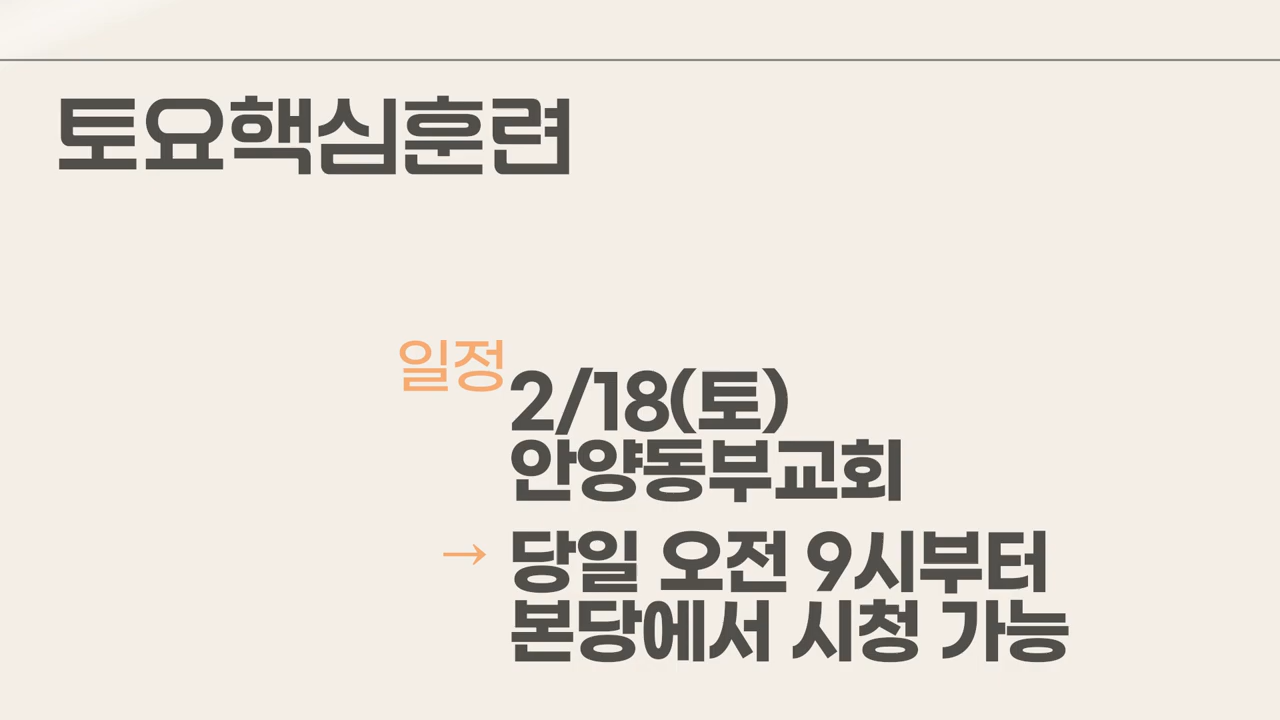 토요핵심훈련
일정
2/18(토)
안양동부교회
→ 당일 오전 9시부터
본당에서 시청 가능